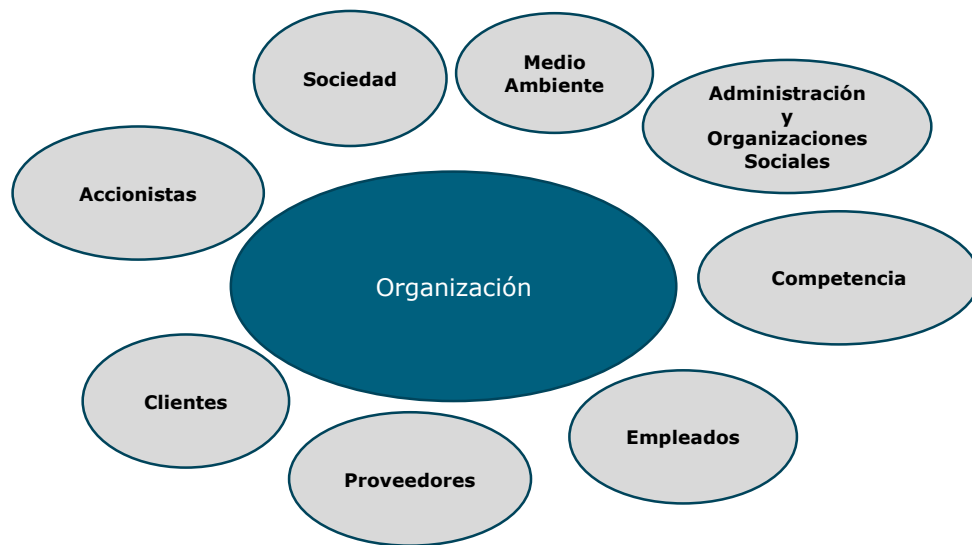 Sociedad
Medio
Ambiente
Administración
y
Organizaciones
Sociales
Accionistas
Organización
Competencia
Clientes
Empleados
Proveedores